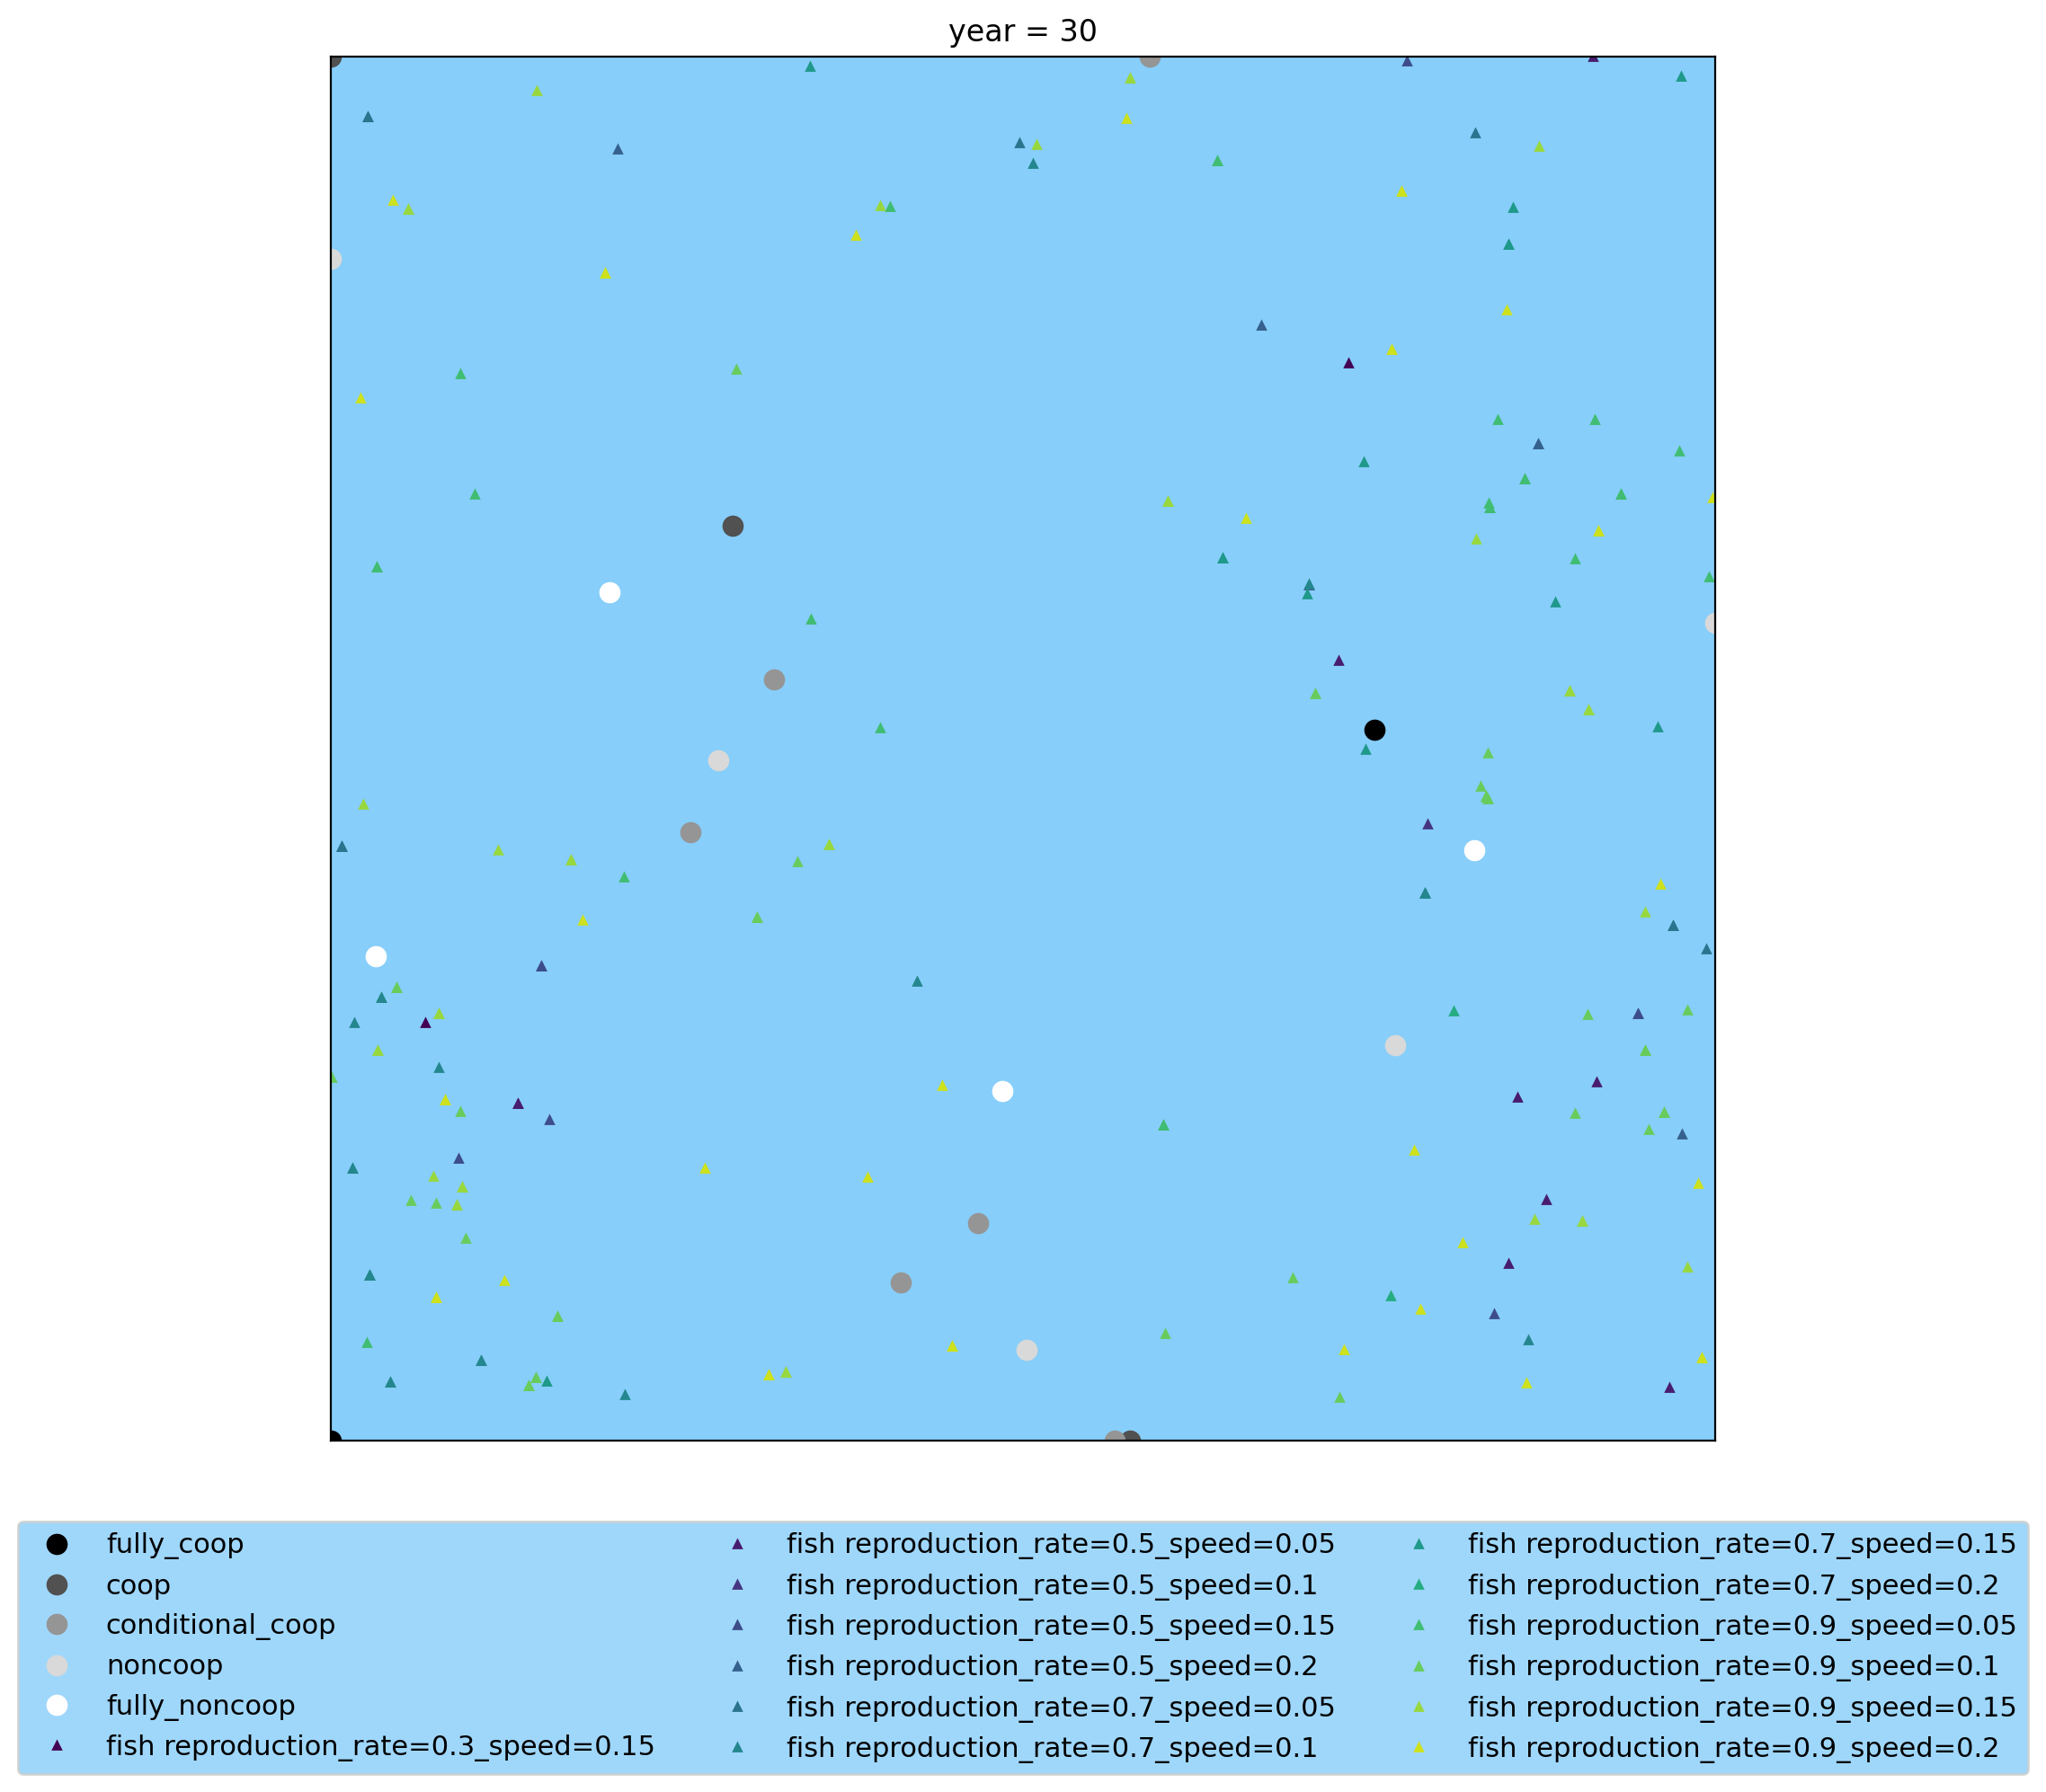 year = 30
fully_coop
coop
conditional_coop
noncoop
fully_noncoop
fish reproduction_rate=0.3_speed=0.15
fish reproduction_rate=0.5_speed=0.05
fish reproduction_rate=0.5_speed=0.1
fish reproduction_rate=0.5_speed=0.15
fish reproduction_rate=0.5_speed=0.2
fish reproduction_rate=0.7_speed=0.05
fish reproduction_rate=0.7_speed=0.1
fish reproduction_rate=0.7_speed=0.15
fish reproduction_rate=0.7_speed=0.2
fish reproduction_rate=0.9_speed=0.05
fish reproduction_rate=0.9_speed=0.1
fish reproduction_rate=0.9_speed=0.15
fish reproduction_rate=0.9_speed=0.2